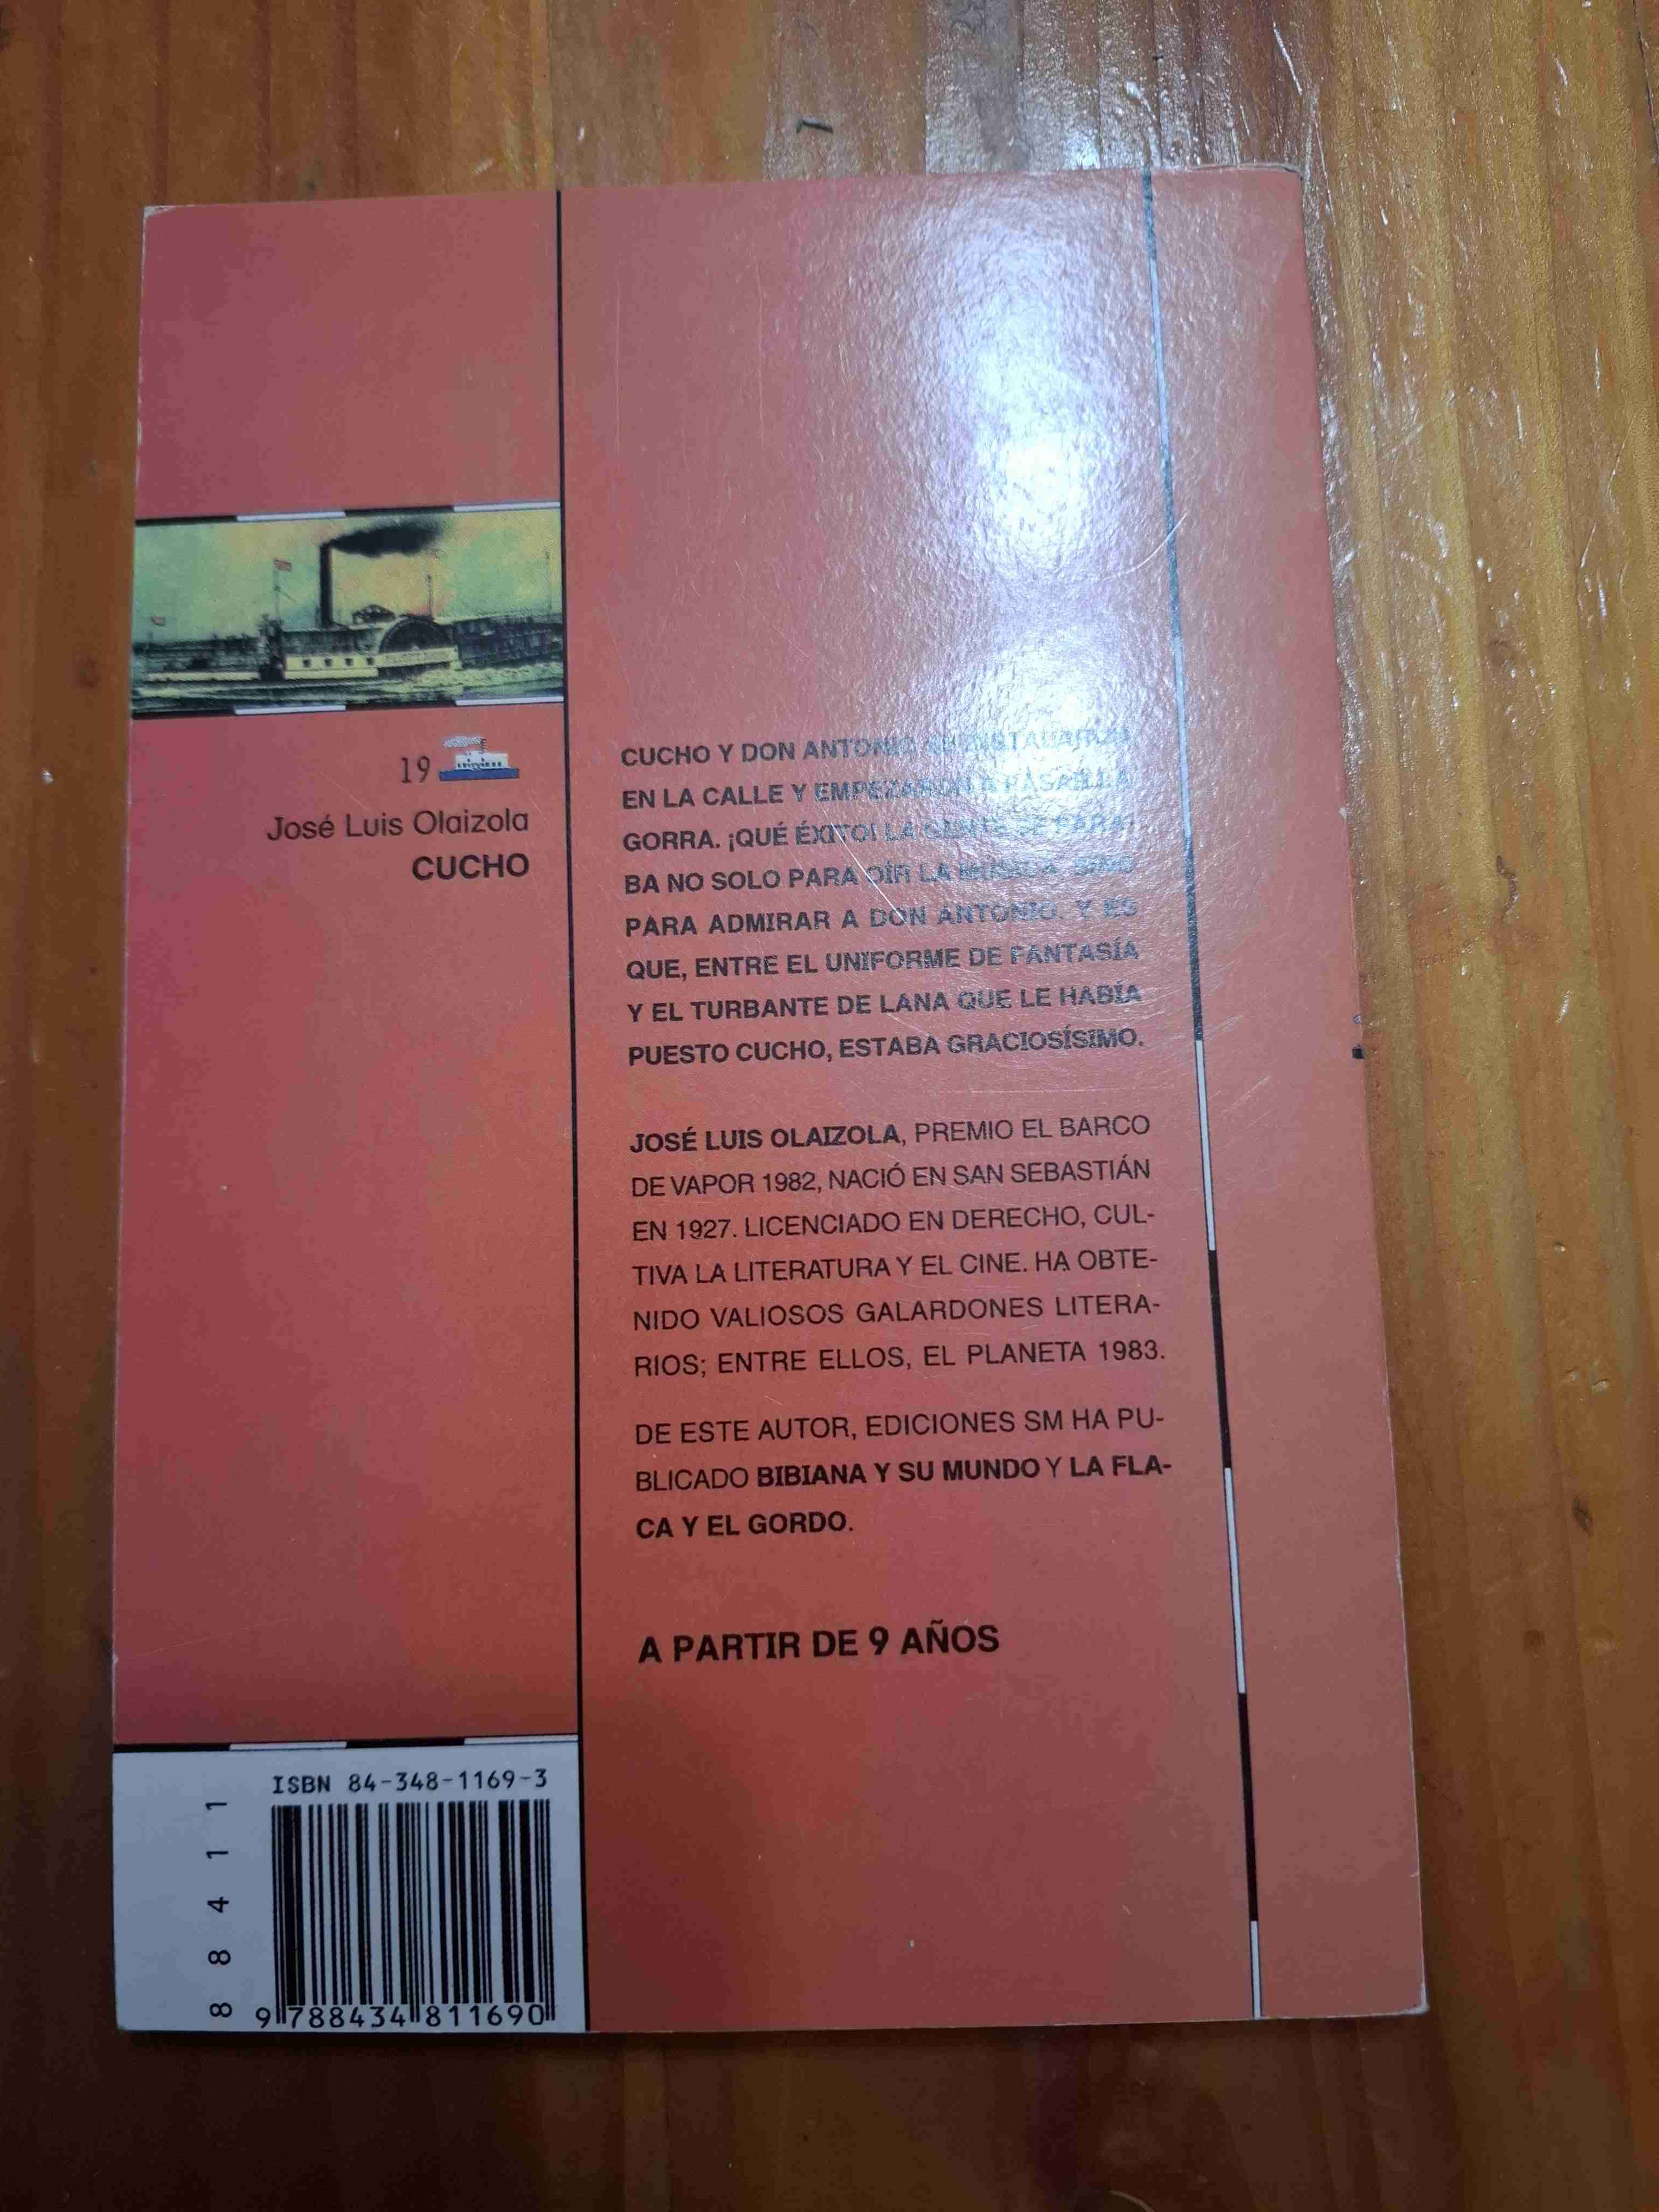 19
José Luis Olaizola
CUCHO
CUCHO Y DON ANTONIO SE INSTALARON
EN LA CALLE Y EMPEZARON A PASAR LA
GORRA. ¡QUÉ ÉXITO! LA GENTE SE PARA-
BA NO SOLO PARA OÍR LA MÚSICA, SINO
PARA ADMIRAR A DON ANTONIO. Y ES
QUE, ENTRE EL UNIFORME DE FANTASÍA
Y EL TURBANTE DE LANA QUE LE HABÍA
PUESTO CUCHO, ESTABA GRACIOSÍSIMO.
JOSÉ LUIS OLAIZOLA, PREMIO EL BARCO
DE VAPOR 1982, NACIÓ EN SAN SEBASTIÁN
EN 1927. LICENCIADO EN DERECHO, CUL-
TIVA LA LITERATURA Y EL CINE. HA OBTE-
NIDO VALIOSOS GALARDONES LITERA-
RIOS; ENTRE ELLOS, EL PLANETA 1983.
DE ESTE AUTOR, EDICIONES SM HA PU-
BLICADO BIBIANA Y SU MUNDO Y LA FLA-
CA Y EL GORDO.
A PARTIR DE 9 AÑOS
ISBN 84-348-1169-3
88411
9 788434 811690